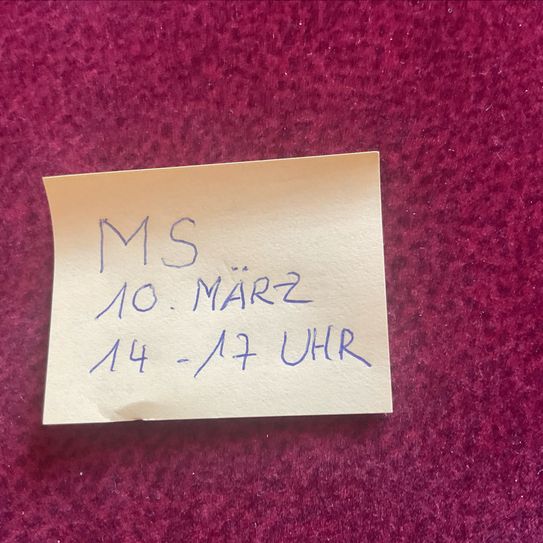 MS
10. MÄRZ
14 - 17 UHR